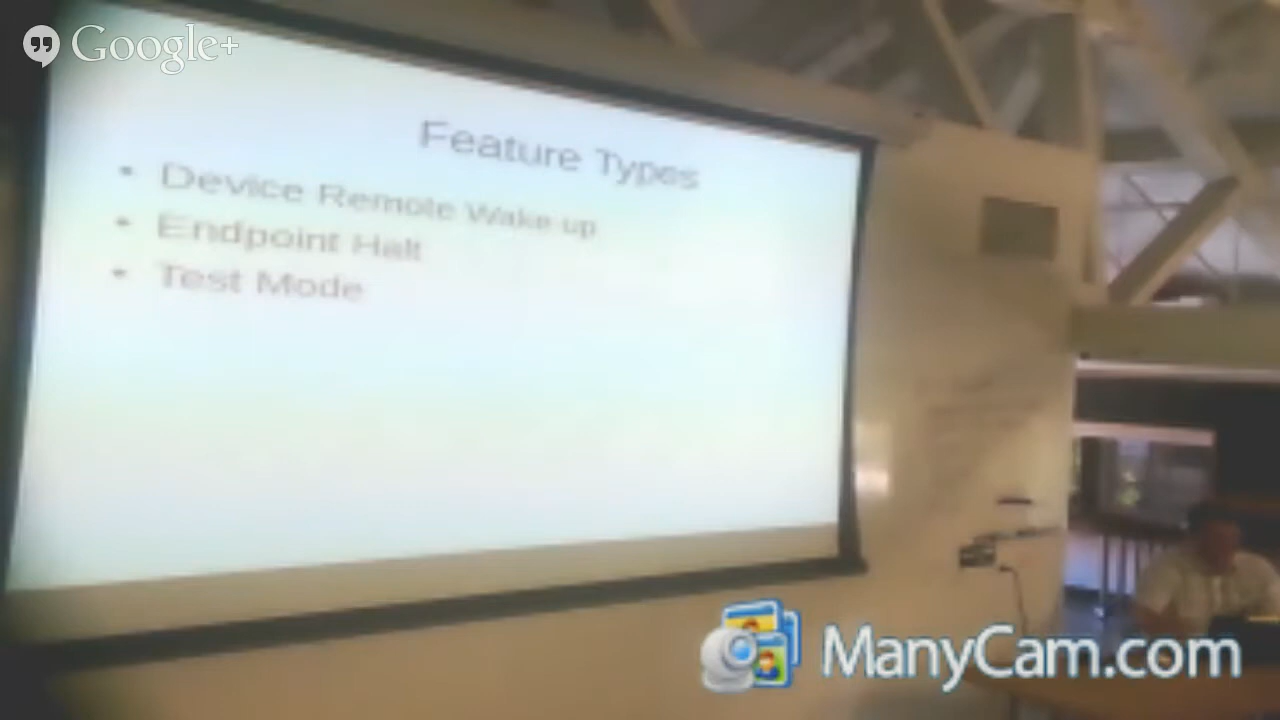 Google+
Feature Types
• Device Remote Wake-up
• Endpoint Halt
• Test Mode
ManyCam.com